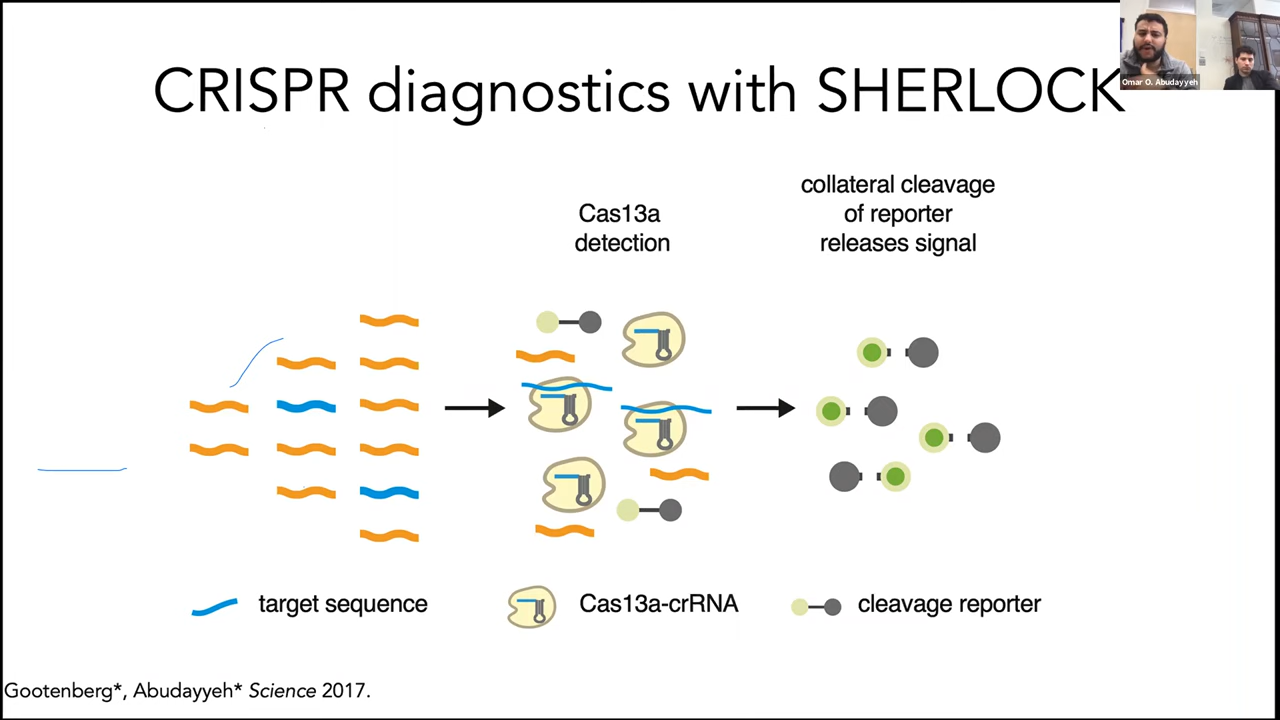 CRISPR diagnostics with SHERLOCK
Omar O. Abudayyeh
Cas13a
detection
collateral cleavage
of reporter
releases signal
target sequence
Cas13a-crRNA
cleavage reporter
Gootenberg*, Abudayyeh* Science 2017.